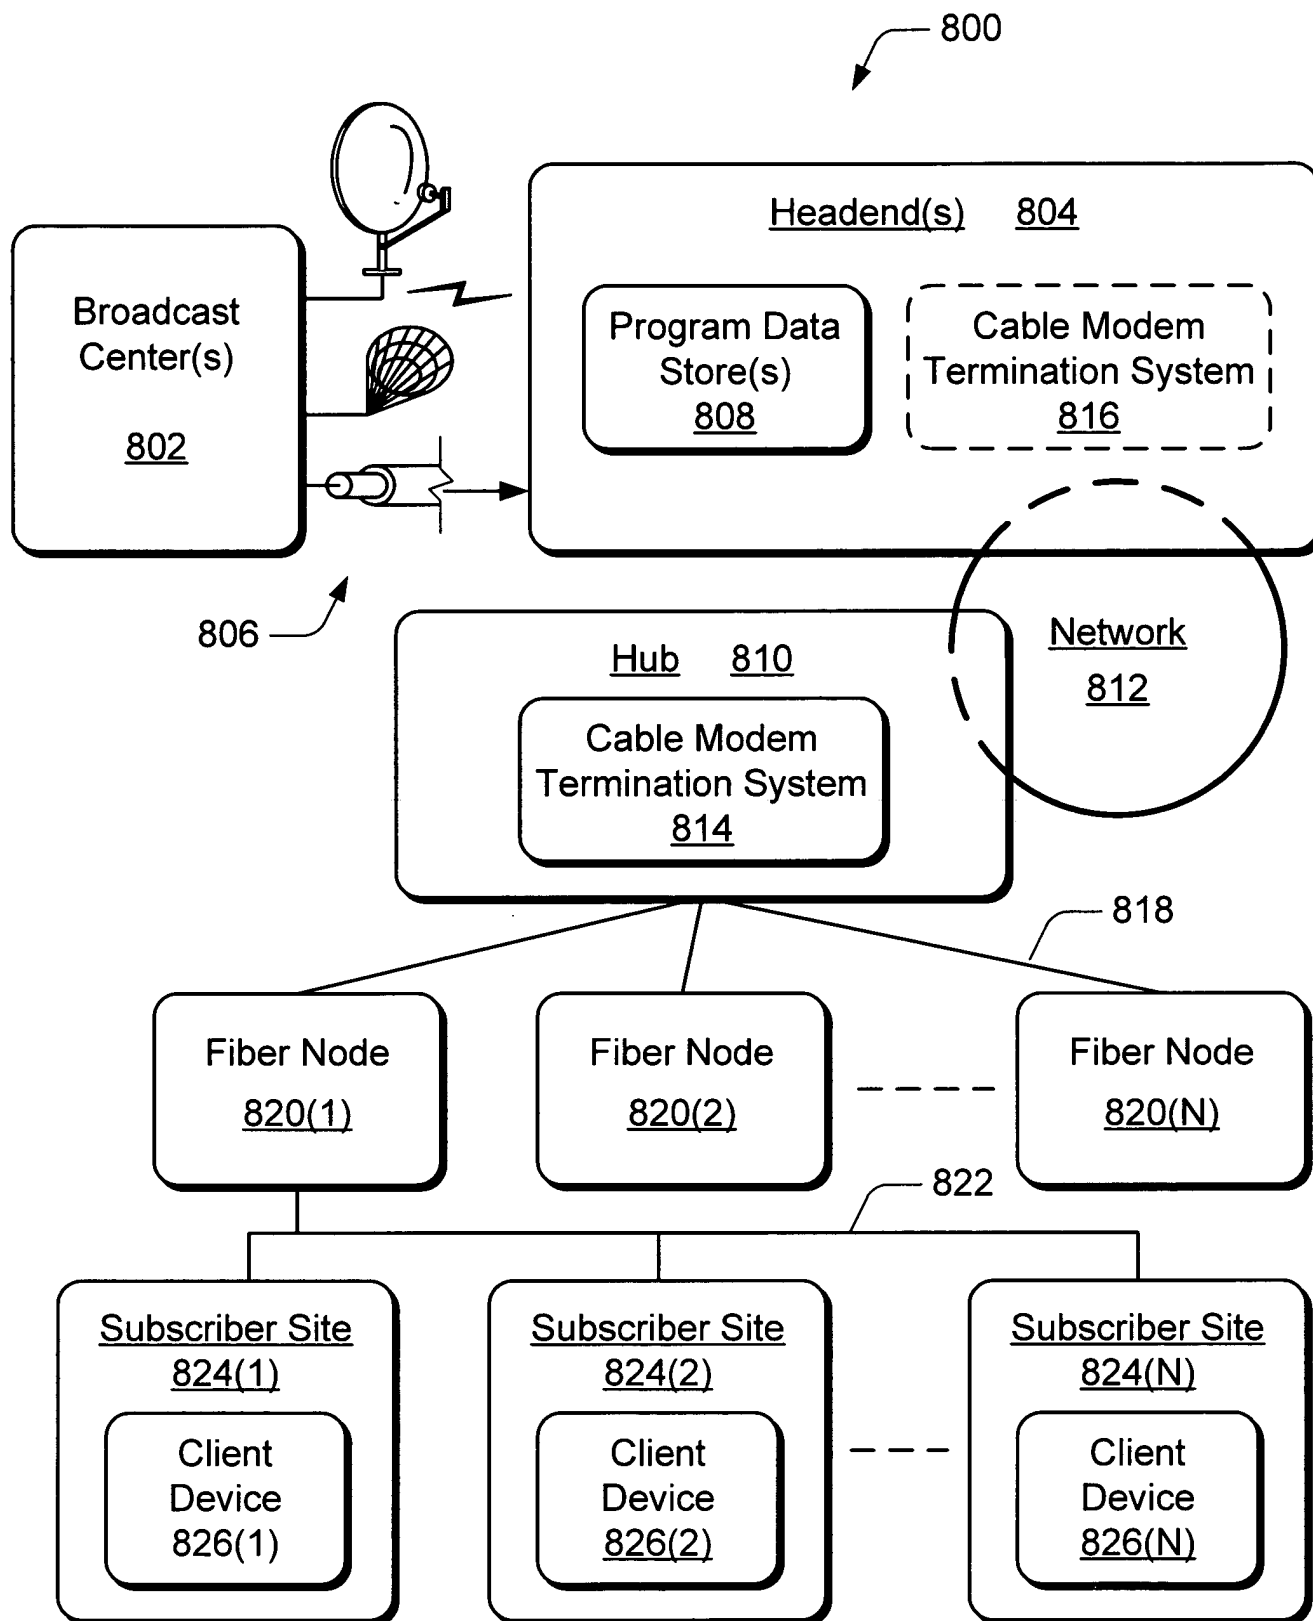 800
Headend(s) 804
Broadcast
Center(s)
802
Program Data
Store(s)
808
Cable Modem
Termination System
816
806
Network
812
Hub 810
Cable Modem
Termination System
814
818
Fiber Node
820(1)
Fiber Node
820(2)
Fiber Node
820(N)
822
Subscriber Site
824(1)
Client
Device
826(1)
Subscriber Site
824(2)
Client
Device
826(2)
Subscriber Site
824(N)
Client
Device
826(N)